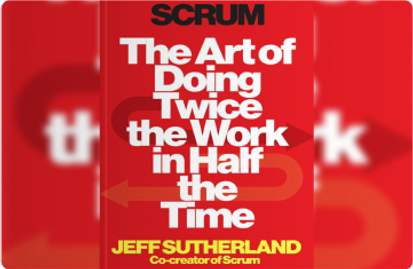 SCRUM
The Art of
Doing
Twice
the Work
in Half
the
Time
JEFF SUTHERLAND
Co-creator of Scrum